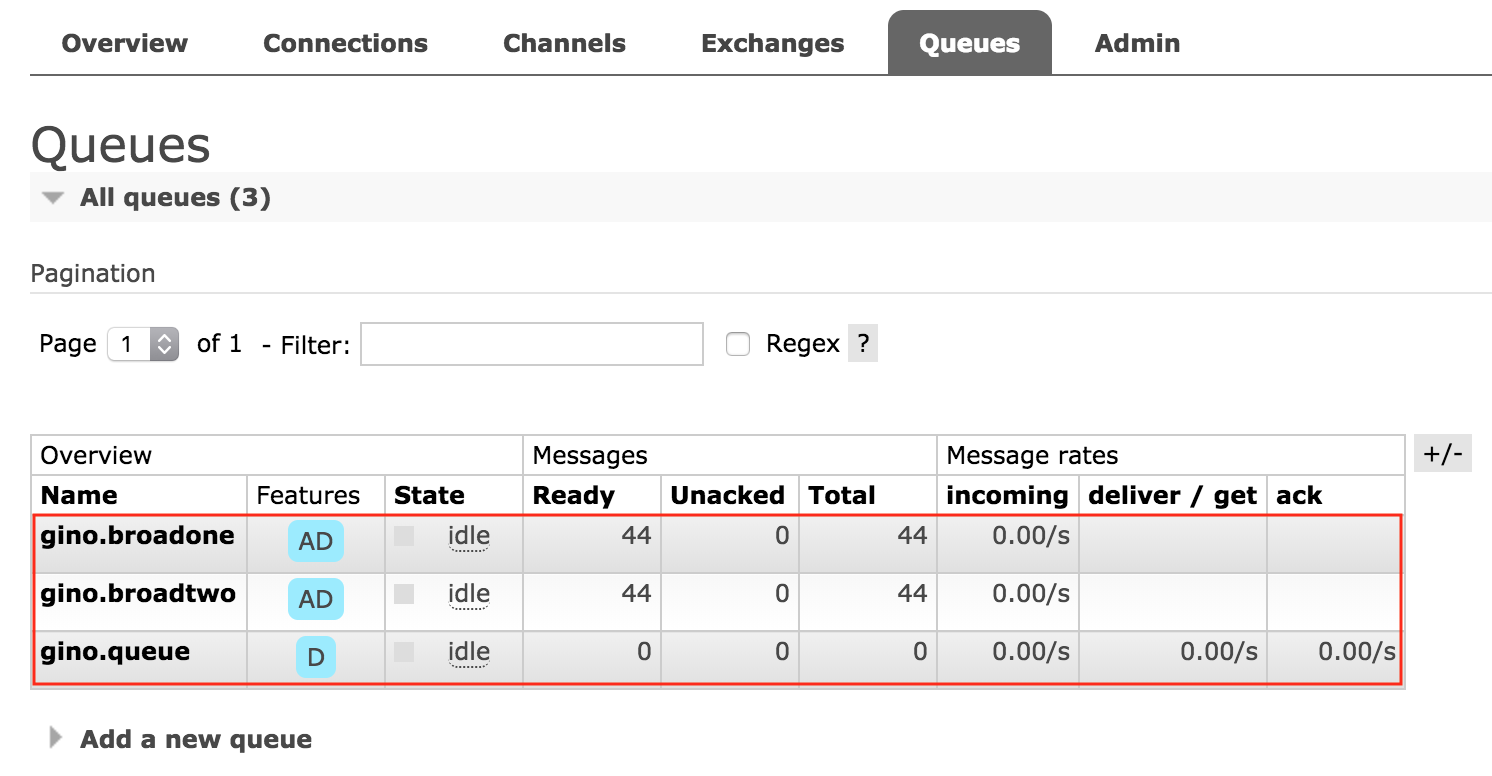 Overview Connections Channels Exchanges Queues Admin
Queues
All queues (3)
Pagination
Page 1 of 1 - Filter: Regex ?
Overview Messages Message rates +/-
Name Features State Ready Unacked Total incoming deliver / get ack
gino.broadone AD idle 44 0 44 0.00/s
gino.broadtwo AD idle 44 0 44 0.00/s
gino.queue D idle 0 0 0 0.00/s 0.00/s 0.00/s
Add a new queue